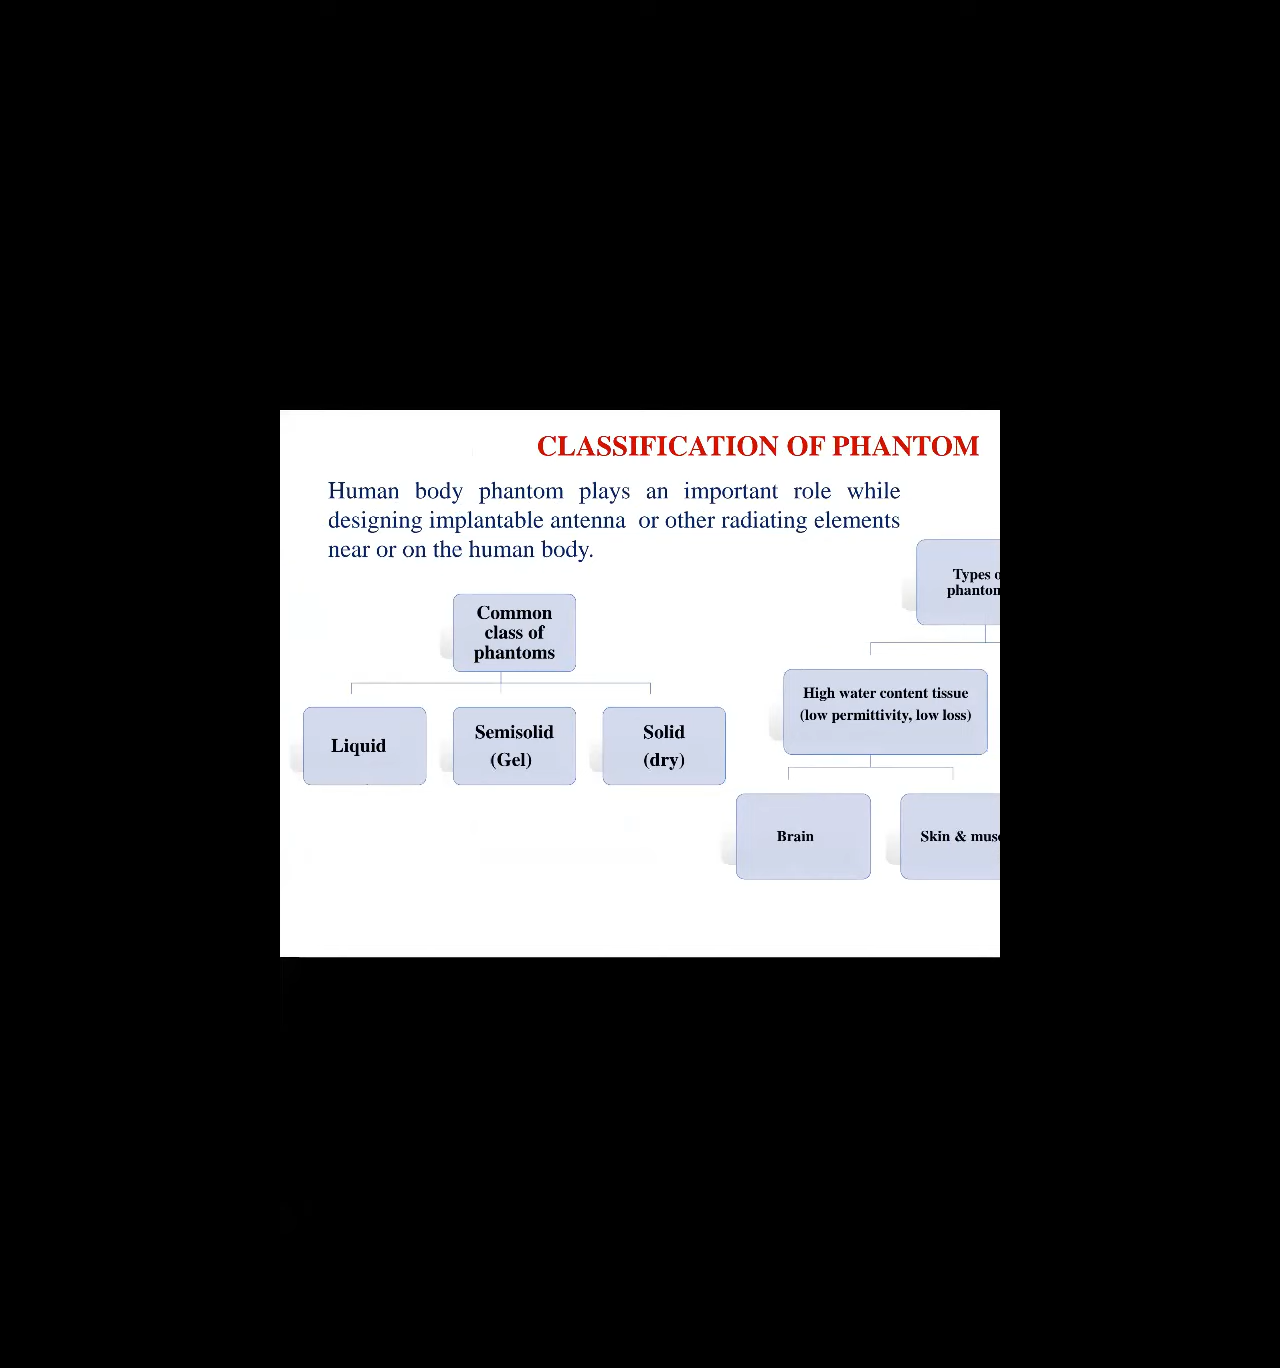 CLASSIFICATION OF PHANTOM
Human body phantom plays an important role while
designing implantable antenna or other radiating elements
near or on the human body.
Common
class of
phantoms
Liquid
Semisolid
(Gel)
Solid
(dry)
Types
High water content tissue
(low permittivity, low loss)
Brain
Skin &